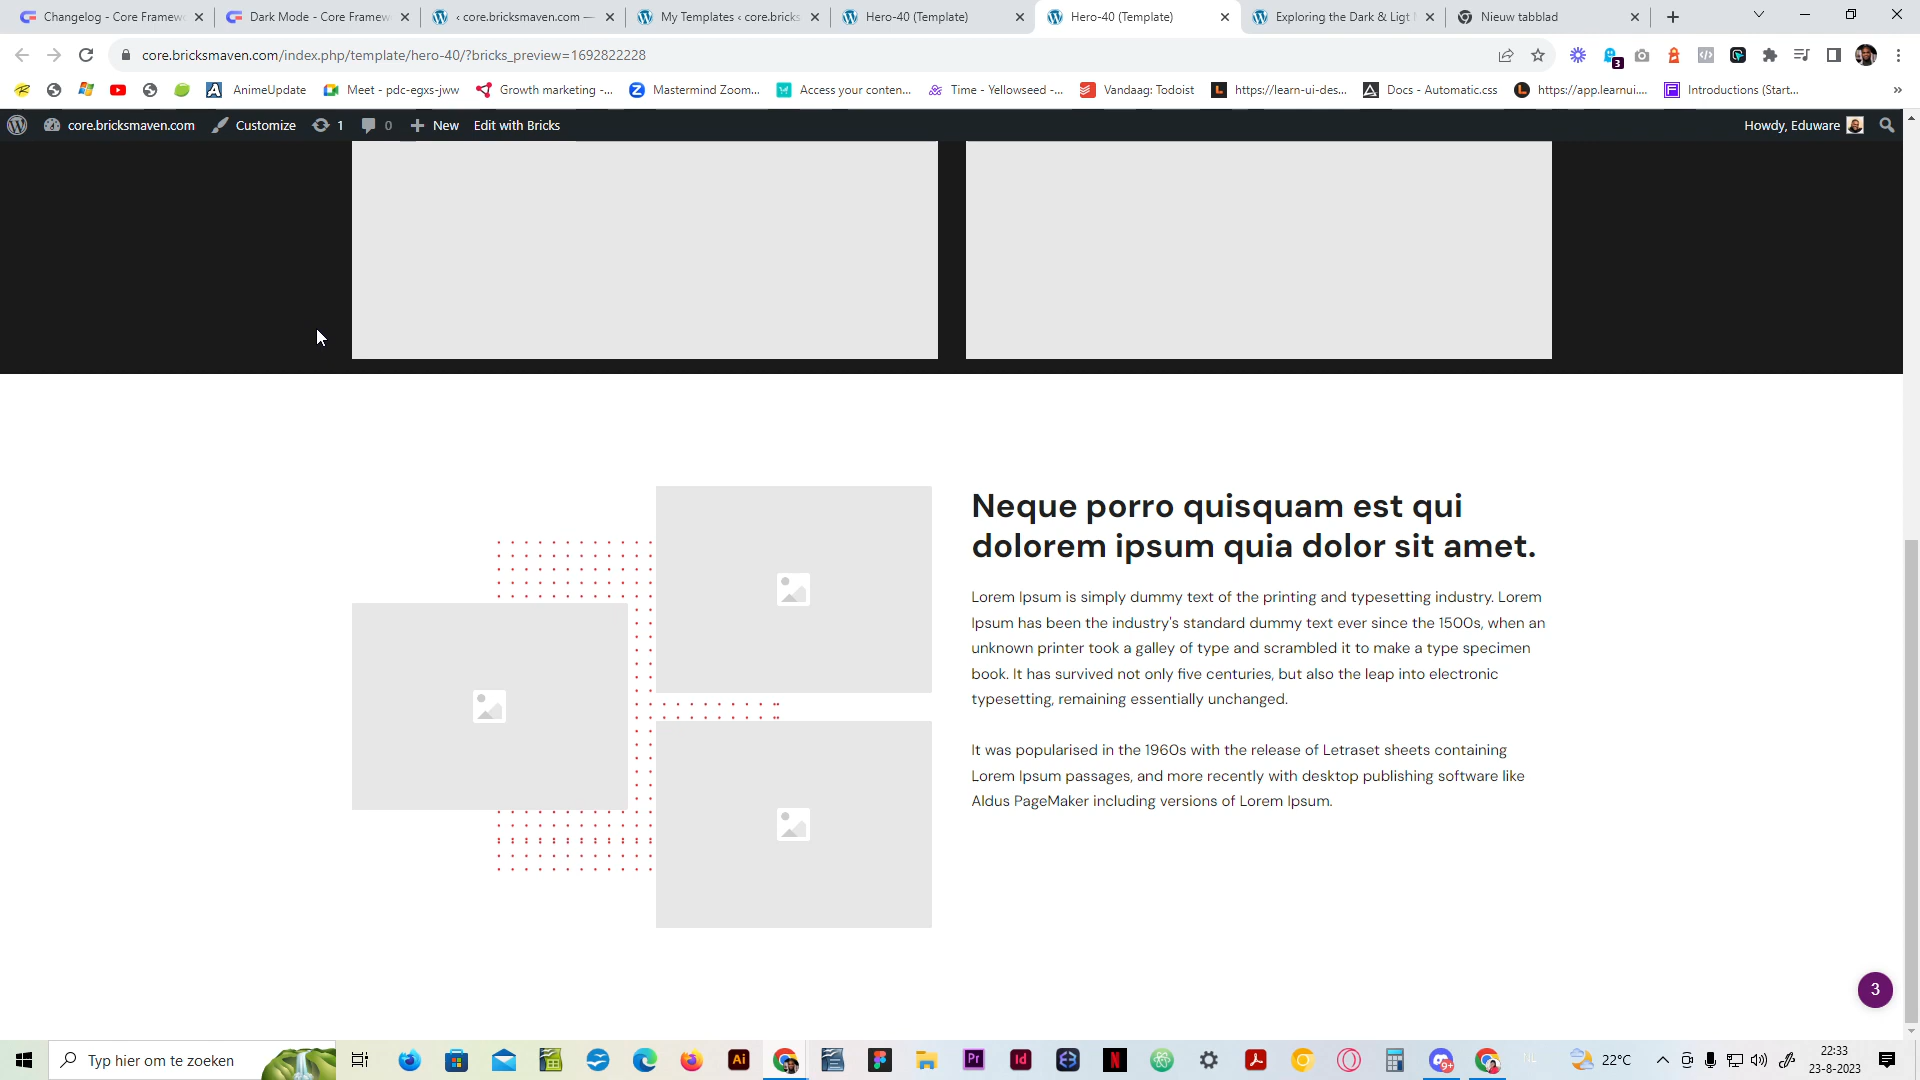 Changelog - Core Framew
Dark Mode - Core Framew
‹ core.bricksmaven.com —
My Templates ‹ core.bricks
Hero-40 (Template)
Hero-40 (Template)
Exploring the Dark & Ligt
Nieuw tabblad
core.bricksmaven.com/index.php/template/hero-40/?bricks_preview=1692822228
3
AnimeUpdate
Meet - pdc-egxs-jww
Growth marketing -...
Mastermind Zoom...
Access your conten...
Time - Yellowseed -...
Vandaag: Todoist
https://learn-ui-des...
Docs - Automatic.css
https://app.learnui....
Introductions (Start...
»
core.bricksmaven.com
Customize
1
0
New
Edit with Bricks
Howdy, Eduware
Neque porro quisquam est qui
dolorem ipsum quia dolor sit amet.
Lorem Ipsum is simply dummy text of the printing and typesetting industry. Lorem
Ipsum has been the industry's standard dummy text ever since the 1500s, when an
unknown printer took a galley of type and scrambled it to make a type specimen
book. It has survived not only five centuries, but also the leap into electronic
typesetting, remaining essentially unchanged.
It was popularised in the 1960s with the release of Letraset sheets containing
Lorem Ipsum passages, and more recently with desktop publishing software like
Aldus PageMaker including versions of Lorem Ipsum.
3
Typ hier om te zoeken
Ai
Pr
Id
N
9+
22°C
22:33
23-8-2023